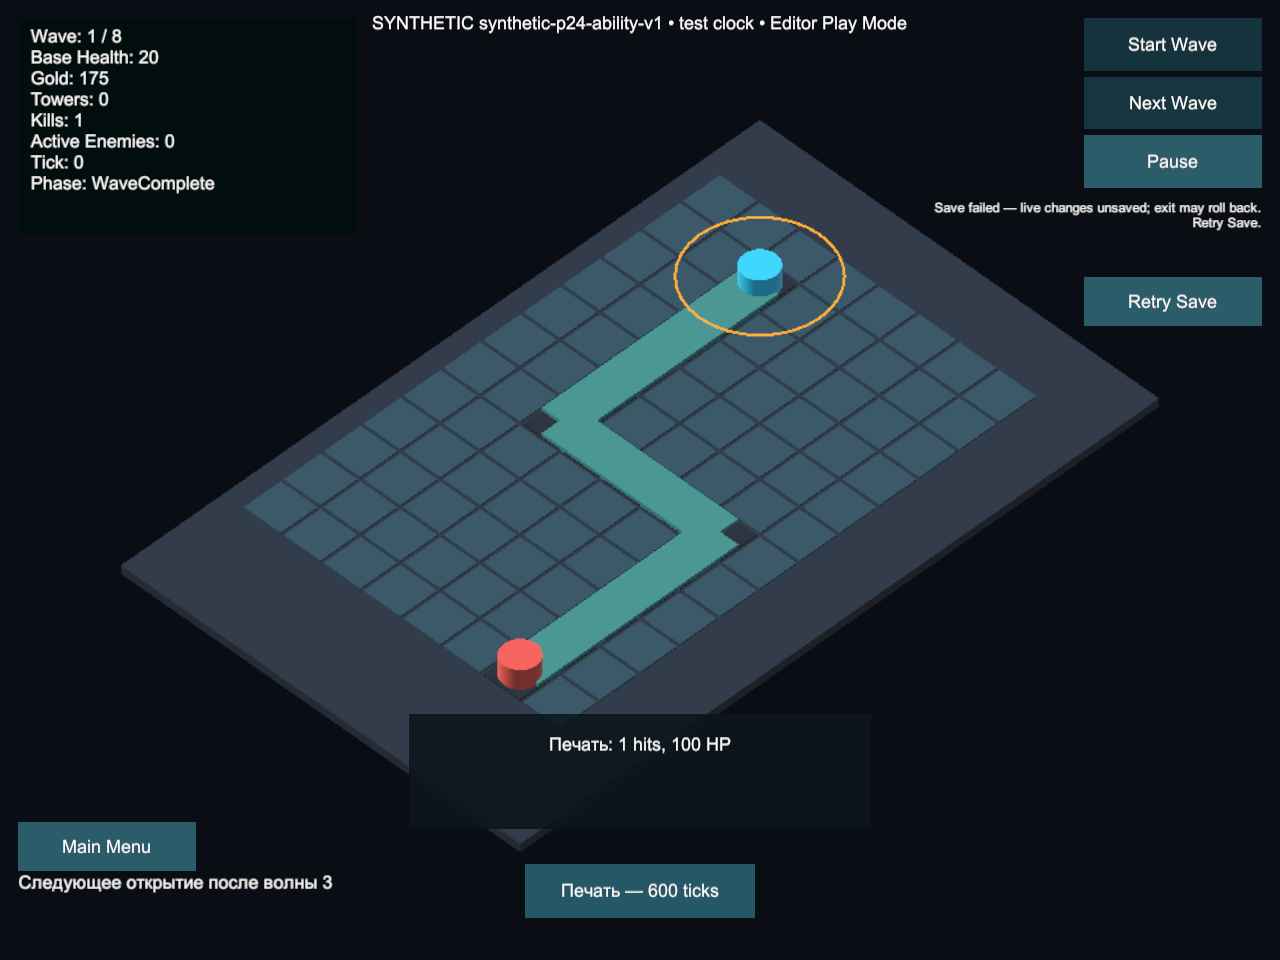 SYNTHETIC synthetic-p24-ability-v1 • test clock • Editor Play Mode
Wave: 1 / 8
Base Health: 20
Gold: 175
Towers: 0
Kills: 1
Active Enemies: 0
Tick: 0
Phase: WaveComplete
Start Wave
Next Wave
Pause
Save failed — live changes unsaved; exit may roll back.
Retry Save.
Retry Save
Печать: 1 hits, 100 HP
Main Menu
Следующее открытие после волны 3
Печать — 600 ticks